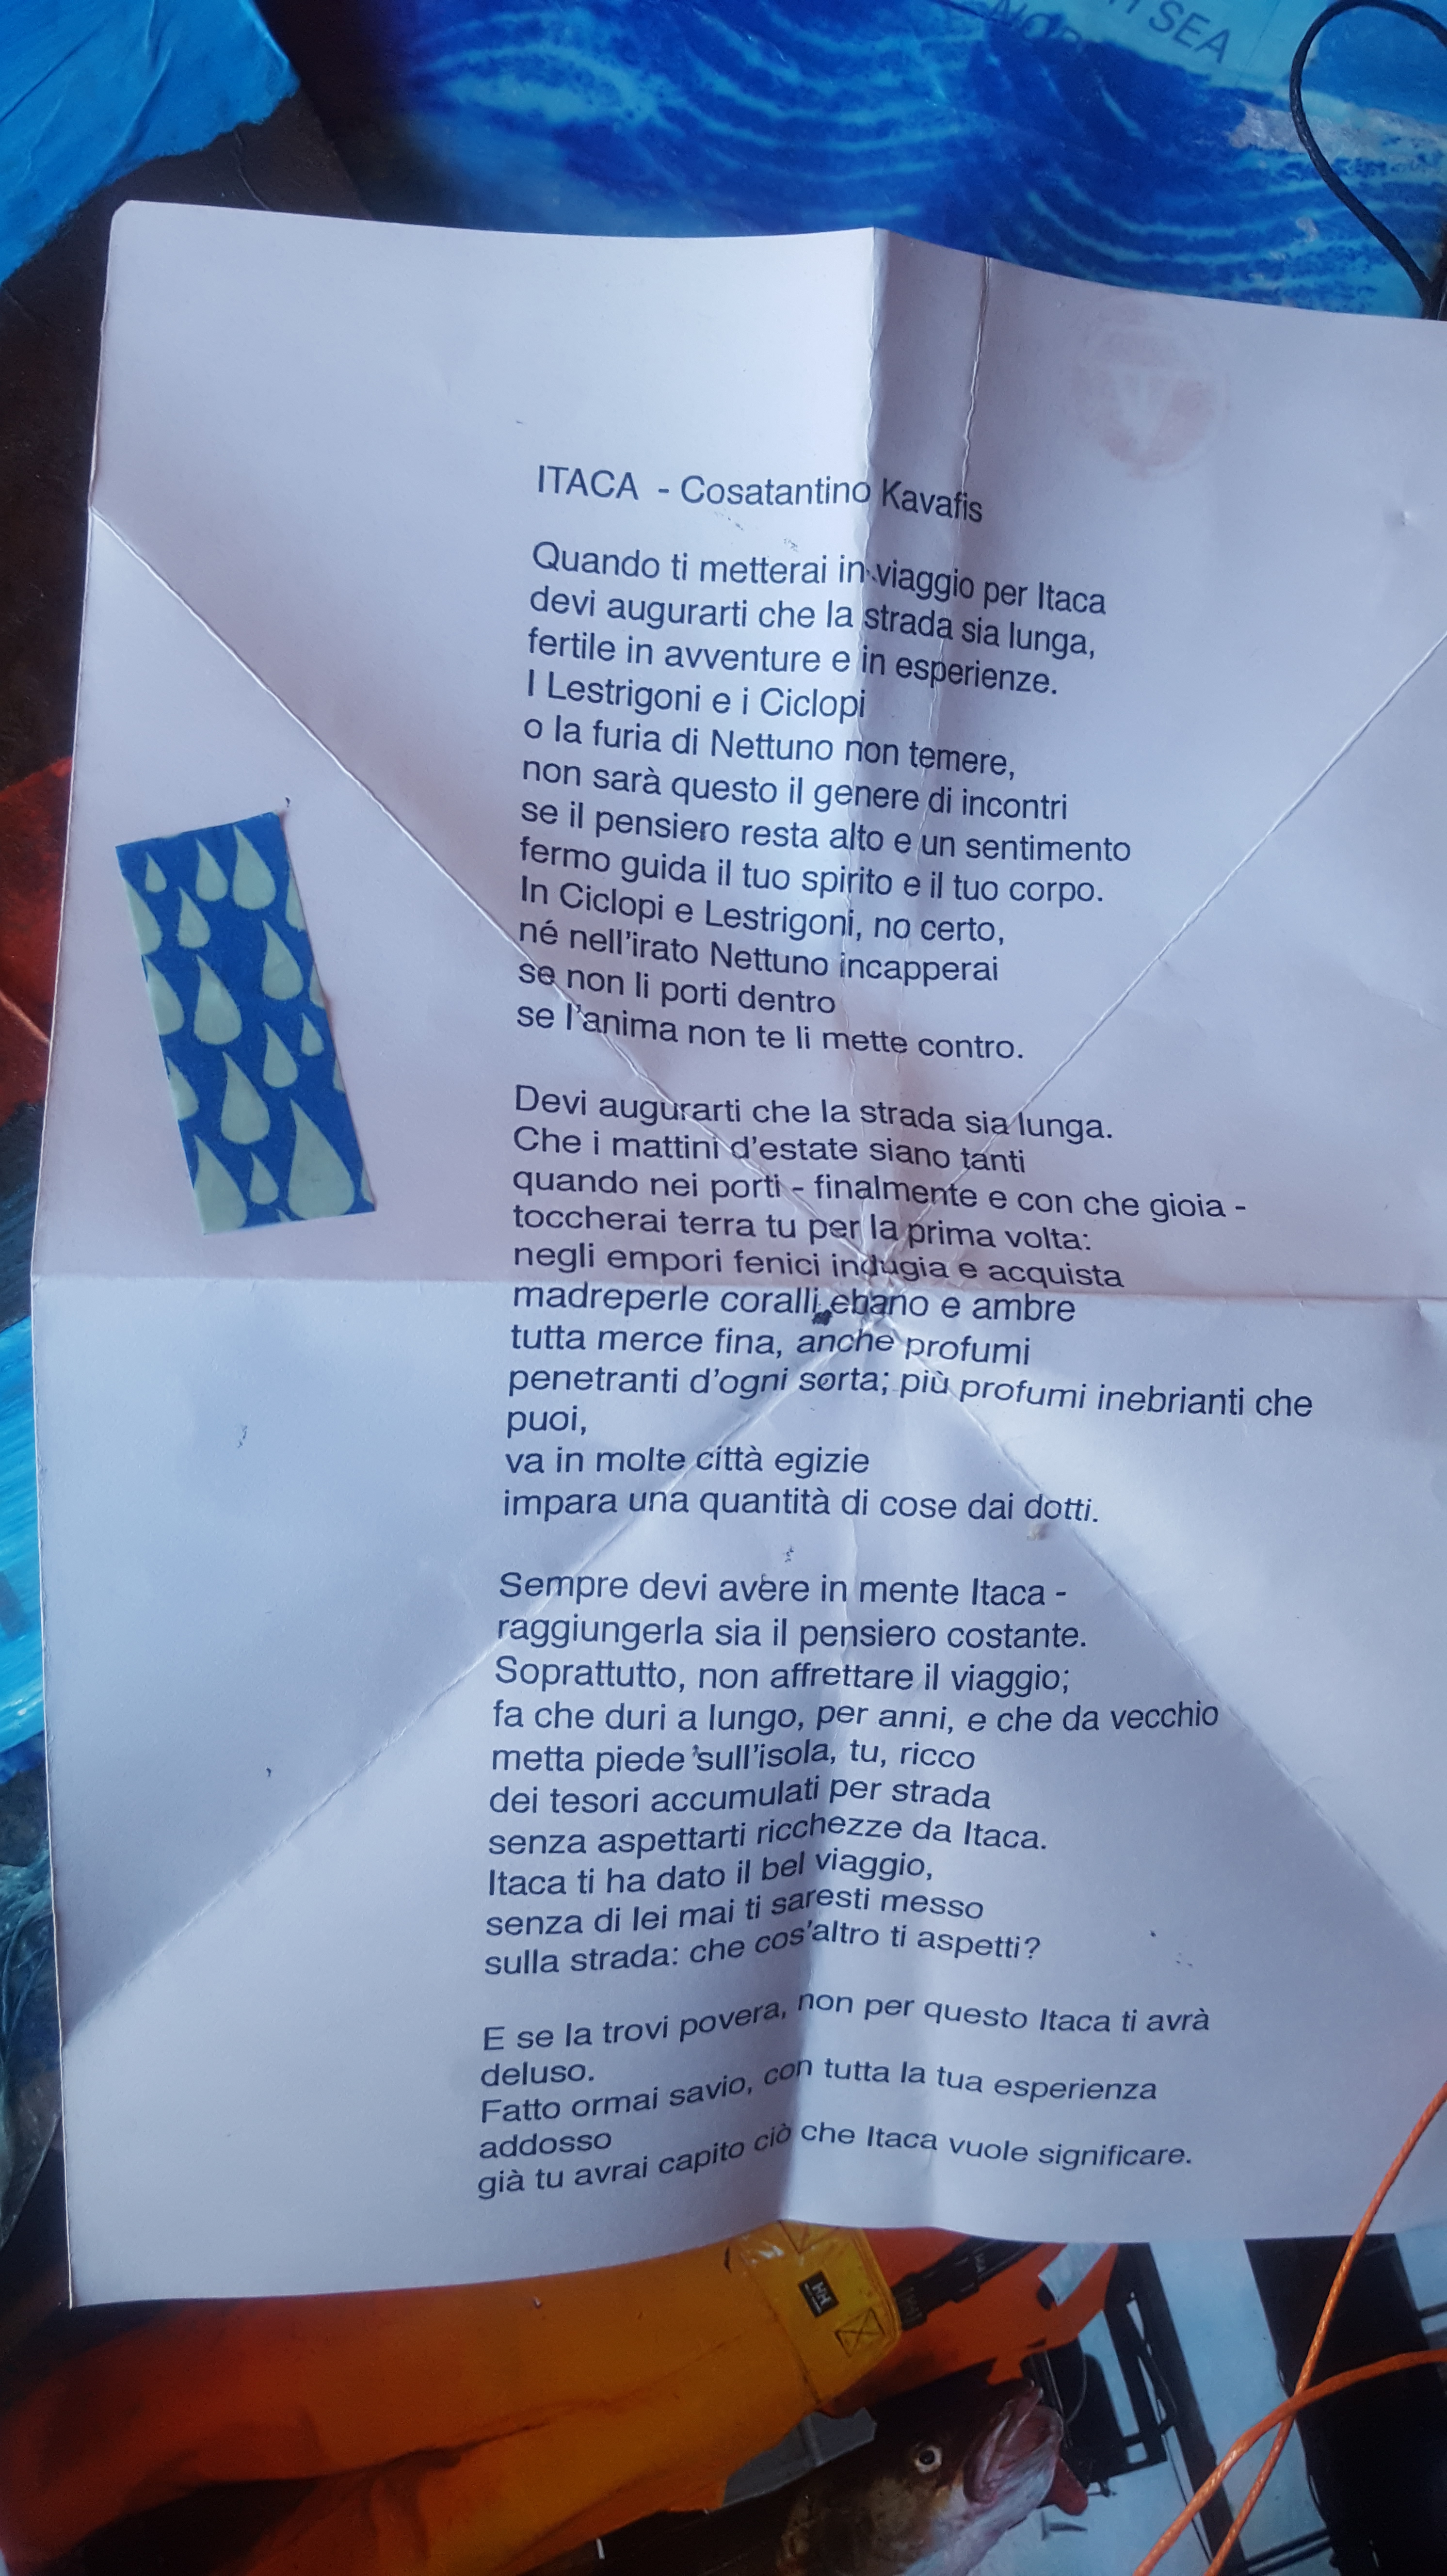 SEA
ITACA - Cosatantino Kavafis
Quando ti metterai in viaggio per Itaca
devi augurarti che la strada sia lunga,
fertile in avventure e in esperienze.
I Lestrigoni e i Ciclopi
o la furia di Nettuno non temere,
non sarà questo il genere di incontri
se il pensiero resta alto e un sentimento
fermo guida il tuo spirito e il tuo corpo.
In Ciclopi e Lestrigoni, no certo,
né nell'irato Nettuno incapperai
se non li porti dentro
se l'anima non te li mette contro.
Devi augurarti che la strada sia lunga.
Che i mattini d'estate siano tanti
quando nei porti - finalmente e con che gioia -
toccherai terra tu per la prima volta:
negli empori fenici indugia e acquista
madreperle coralli ebano e ambre
tutta merce fina, anche profumi
penetranti d'ogni sorta; più profumi inebrianti che
puoi,
va in molte città egizie
impara una quantità di cose dai dotti.
Sempre devi avere in mente Itaca -
raggiungerla sia il pensiero costante.
Soprattutto, non affrettare il viaggio;
fa che duri a lungo, per anni, e che da vecchio
metta piede sull'isola, tu, ricco
dei tesori accumulati per strada
senza aspettarti ricchezze da Itaca.
Itaca ti ha dato il bel viaggio,
senza di lei mai ti saresti messo
sulla strada: che cos'altro ti aspetti?
E se la trovi povera, non per questo Itaca ti avrà
deluso.
Fatto ormai savio, con tutta la tua esperienza
addosso
già tu avrai capito ciò che Itaca vuole significare.
HH